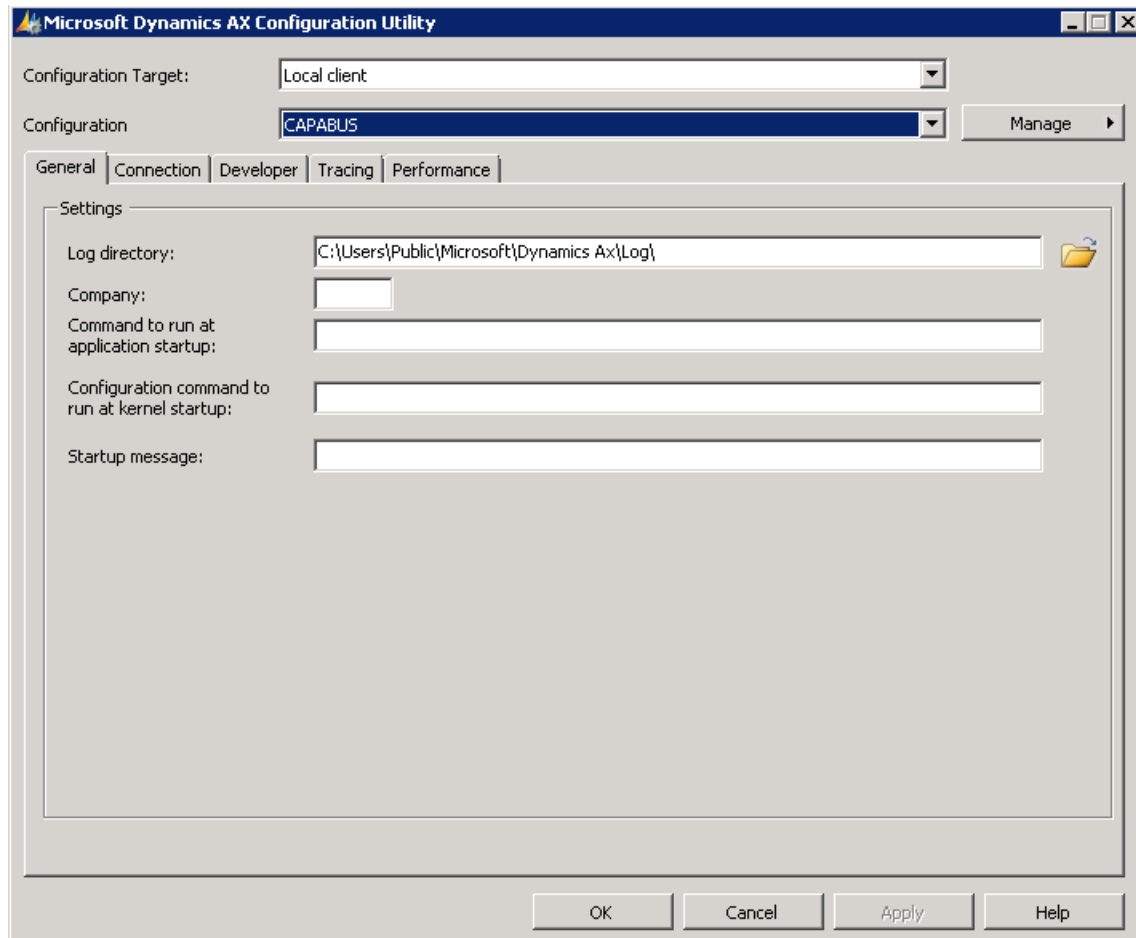 Microsoft Dynamics AX Configuration Utility
Configuration Target:
Local client
Configuration
CAPABUS
Manage
General
Connection
Developer
Tracing
Performance
Settings
Log directory:
C:\Users\Public\Microsoft\Dynamics Ax\Log\
Company:
Command to run at
application startup:
Configuration command to
run at kernel startup:
Startup message:
OK
Cancel
Apply
Help